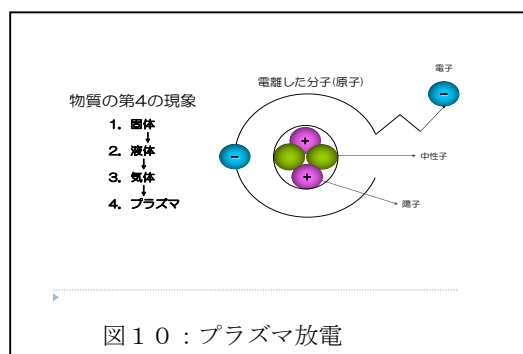 物質の第4の現象
1. 固体
↓
2. 液体
↓
3. 気体
↓
4. プラズマ
電離した分子(原子)
電子
-
-
+
+
中性子
陽子
図10:プラズマ放電